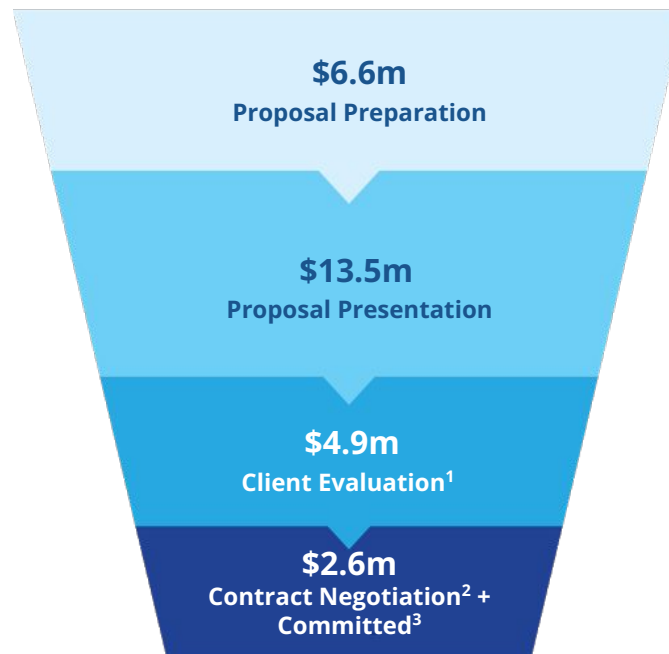 $6.6m
Proposal Preparation
$13.5m
Proposal Presentation
$4.9m
Client Evaluation¹
$2.6m
Contract Negotiation² +
Committed³